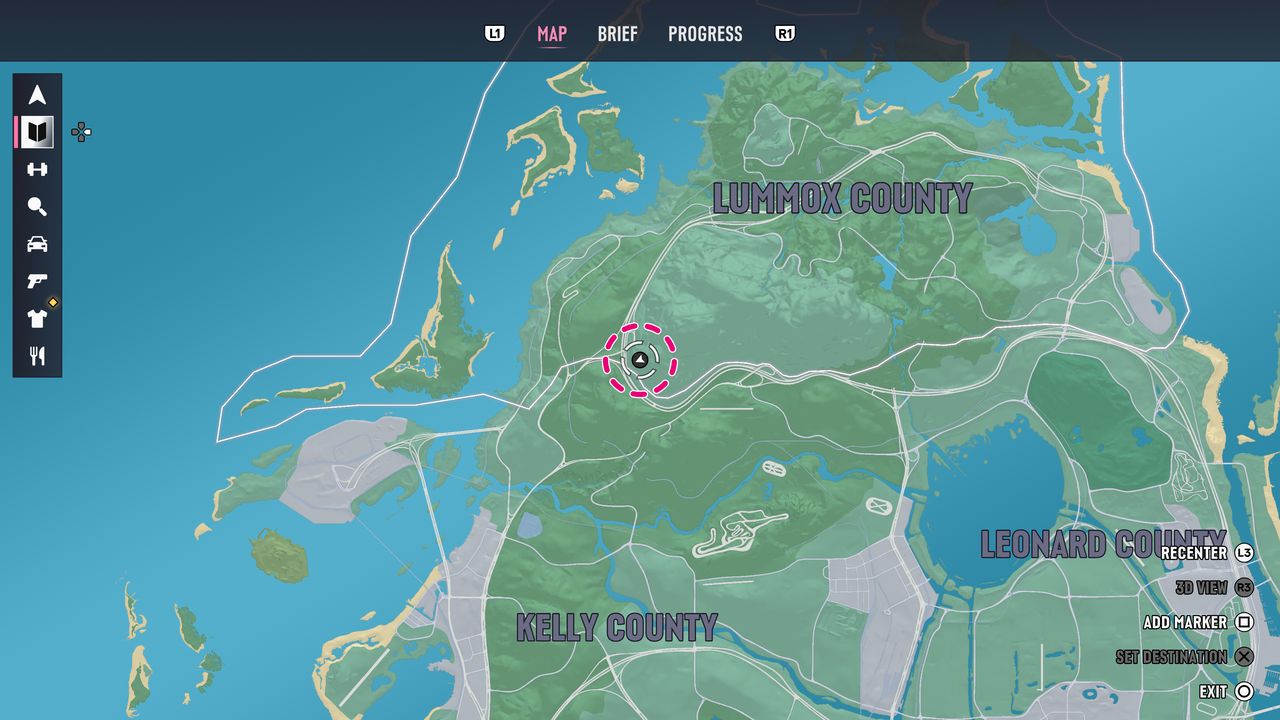 L1 MAP BRIEF PROGRESS R1
LUMMOX COUNTY
LEONARD COUNTY
RECENTER L3
3D VIEW R3
ADD MARKER
KELLY COUNTY
SET DESTINATION
EXIT